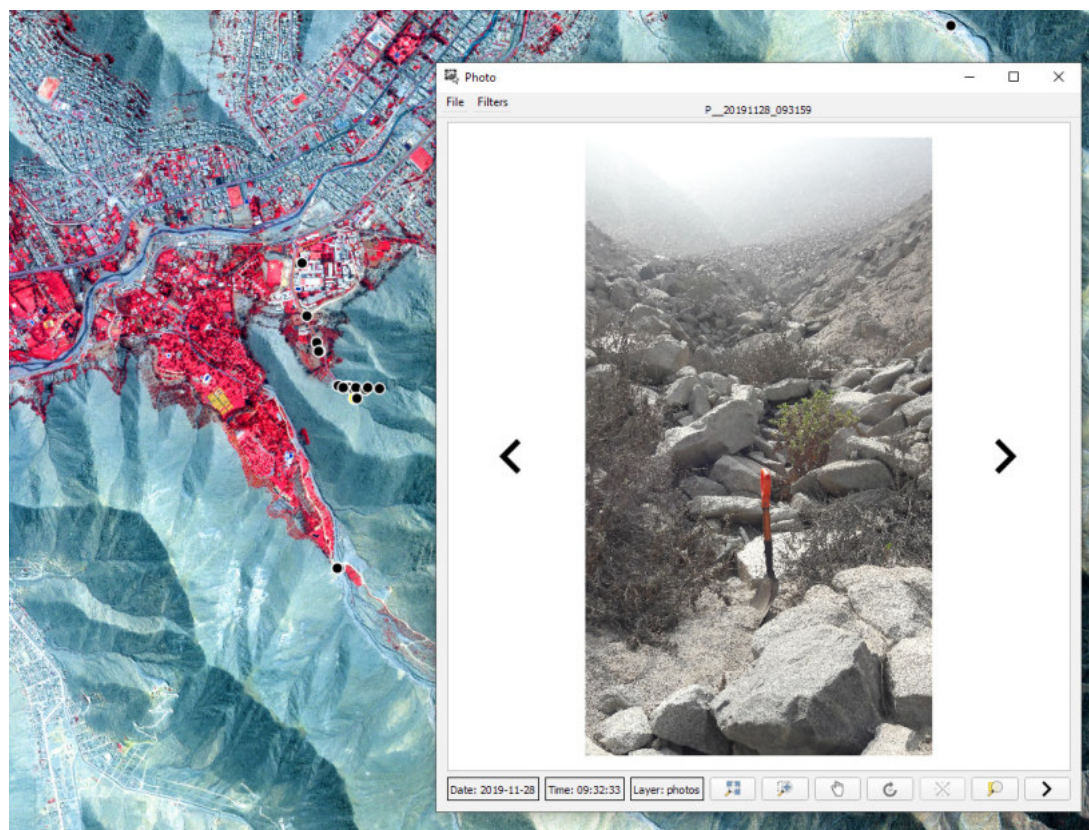 Photo
File Filters
P__20191128_093159
Date: 2019-11-28 Time: 09:32:33 Layer: photos